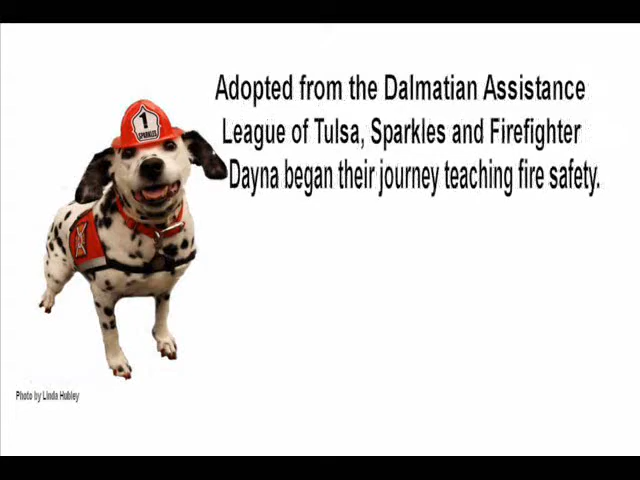 Adopted from the Dalmatian Assistance
League of Tulsa, Sparkles and Firefighter
Dayna began their journey teaching fire safety.
1
SPARKLES
Photo by Linda Hubley